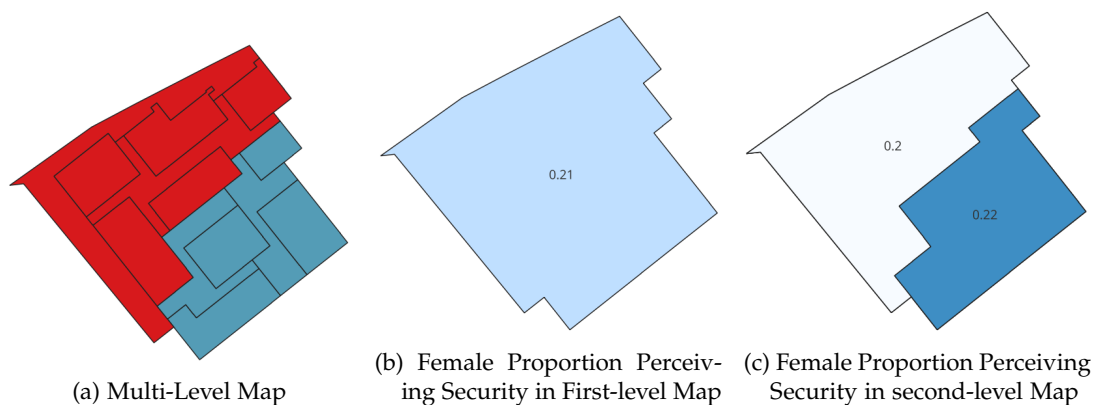 0.21
0.2
0.22
(a) Multi-Level Map
(b) Female Proportion Perceiv-
ing Security in First-level Map
(c) Female Proportion Perceiving
Security in second-level Map